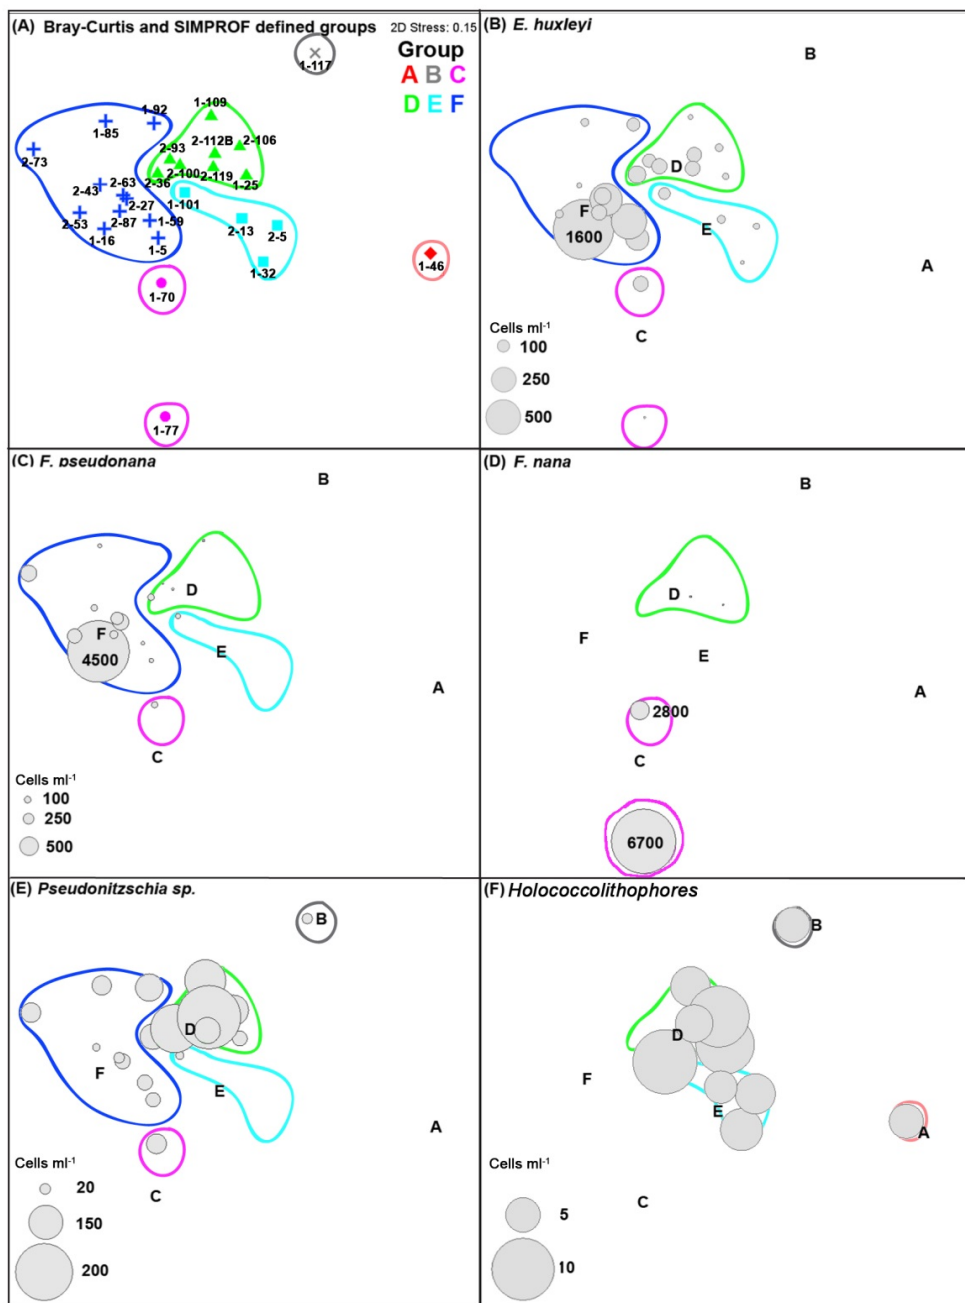 (A) Bray-Curtis and SIMPROF defined groups 2D Stress: 0.15
Group
A B C
D E F
1-117
1-109
1-92
1-85
2-112B 2-106
2-93
2-73
2-100 2-119
2-36 1-25
2-63
2-43
1-101
2-27
2-53 2-87 1-59
2-13 2-5
1-16
1-5
1-32
1-46
1-70
1-77
(B) E. huxleyi
B
D
F
1600
E
A
C
Cells ml-1
100
250
500
(C) F. pseudonana
B
D
F
E
4500
A
C
Cells ml-1
100
250
500
(D) F. nana
B
D
F
E
A
2800
C
6700
(E) Pseudonitzschia sp.
B
D
F
E
A
C
Cells ml-1
20
150
200
(F) Holococcolithophores
B
D
F
E
A
C
Cells ml-1
5
10